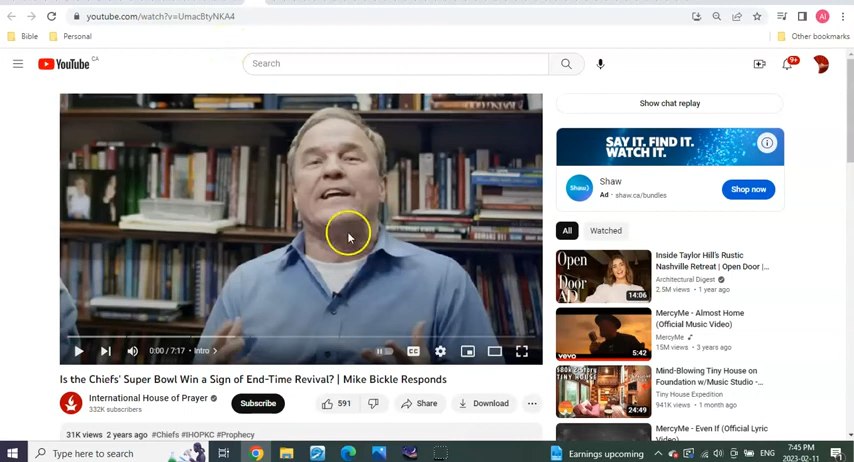 youtube.com/watch?v=UmacBtyNKA4
AI
Bible
Personal
Other bookmarks
YouTube CA
Search
9+
Show chat replay
SAY IT. FIND IT.
WATCH IT.
Shaw
Shaw
Ad · shaw.ca/bundles
Shop now
All
Watched
Open
Door
AD
14:06
Inside Taylor Hill's Rustic
Nashville Retreat | Open Door |...
Architectural Digest
2.5M views · 1 year ago
vevo
5:42
MercyMe - Almost Home
(Official Music Video)
MercyMe
15M views · 3 years ago
TINY HOUSE
24:49
Mind-Blowing Tiny House on
Foundation w/Music Studio -...
Tiny House Expedition
941K views · 1 month ago
MercyMe - Even If (Official Lyric
Video)
0:00 / 7:17 · Intro
CC
Is the Chiefs' Super Bowl Win a Sign of End-Time Revival? | Mike Bickle Responds
International House of Prayer
332K subscribers
Subscribe
591
Share
Download
31K views 2 years ago #Chiefs #IHOPKC #Prophecy
Type here to search
Earnings upcoming
ENG
7:45 PM
2023-02-11